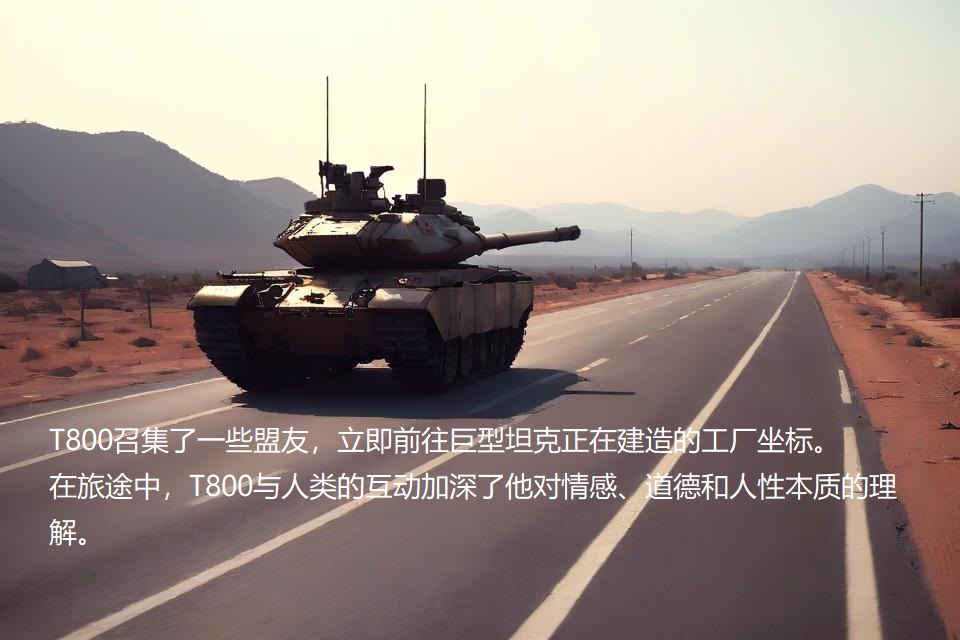 T800召集了一些盟友，立即前往巨型坦克正在建造的工厂坐标。
在旅途中，T800与人类的互动加深了他对情感、道德和人性本质的理
解。